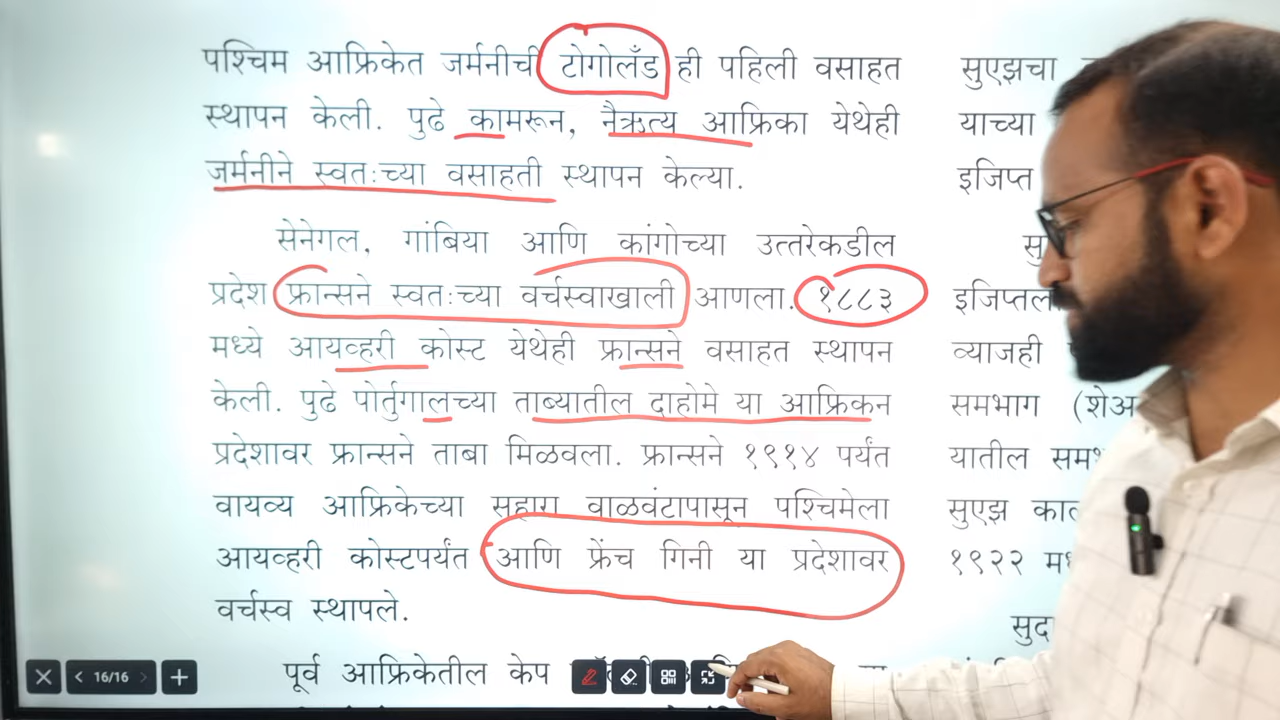 पश्चिम आफ्रिकेत जर्मनीची टोगोलँड ही पहिली वसाहत
स्थापन केली. पुढे कामरून, नैऋत्य आफ्रिका येथेही
जर्मनीने स्वतःच्या वसाहती स्थापन केल्या.
सेनेगल, गांबिया आणि कांगोच्या उत्तरेकडील
प्रदेश फ्रान्सने स्वतःच्या वर्चस्वाखाली आणला. १८८३
मध्ये आयव्हरी कोस्ट येथेही फ्रान्सने वसाहत स्थापन
केली. पुढे पोर्तुगालच्या ताब्यातील दाहोमे या आफ्रिकन
प्रदेशावर फ्रान्सने ताबा मिळवला. फ्रान्सने १९१४ पर्यंत
वायव्य आफ्रिकेच्या सहारा वाळवंटापासून पश्चिमेला
आयव्हरी कोस्टपर्यंत आणि फ्रेंच गिनी या प्रदेशावर
वर्चस्व स्थापले.
पूर्व आफ्रिकेतील केप
सुएझचा
याच्या
इजिप्त
इजिप्तल
व्याजही
समभाग (शेअ
यातील समभ
सुएझ काल
१९२२ मध
16/16